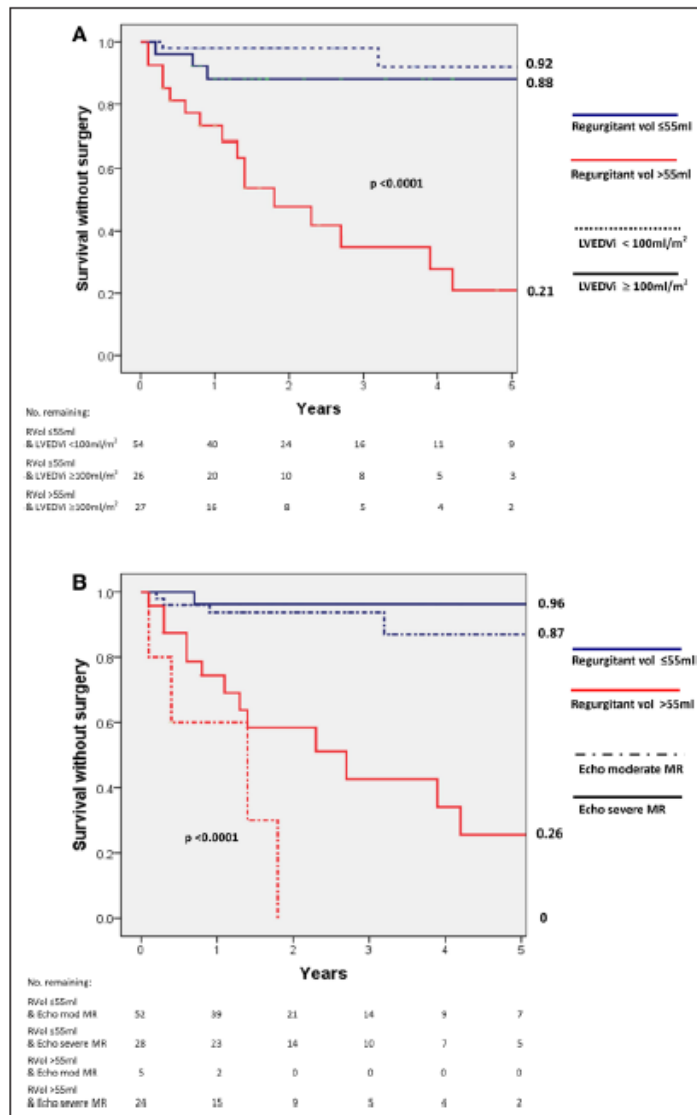 A
1.0
0.8
0.6
0.4
0.2
0.0
Survival without surgery
0.92
0.88
p <0.0001
0.21
0 1 2 3 4 5
Years
Regurgitant vol ≤55ml
Regurgitant vol >55ml
LVEDVi < 100ml/m²
LVEDVi ≥ 100ml/m²
No. remaining:
RVol ≤55ml
& LVEDVi <100ml/m² 54 40 24 16 11 9
RVol ≤55ml
& LVEDVi ≥100ml/m² 26 20 10 8 5 3
RVol >55ml
& LVEDVi ≥100ml/m² 27 16 8 5 4 2
B
1.0
0.8
0.6
0.4
0.2
0.0
Survival without surgery
0.96
0.87
p <0.0001
0.26
0
0 1 2 3 4 5
Years
Regurgitant vol ≤55ml
Regurgitant vol >55ml
Echo moderate MR
Echo severe MR
No. remaining:
RVol ≤55ml
& Echo mod MR 52 39 21 14 9 7
RVol ≤55ml
& Echo severe MR 28 23 14 10 7 5
RVol >55ml
& Echo mod MR 5 2 0 0 0 0
RVol >55ml
& Echo severe MR 15 9 5 4 2